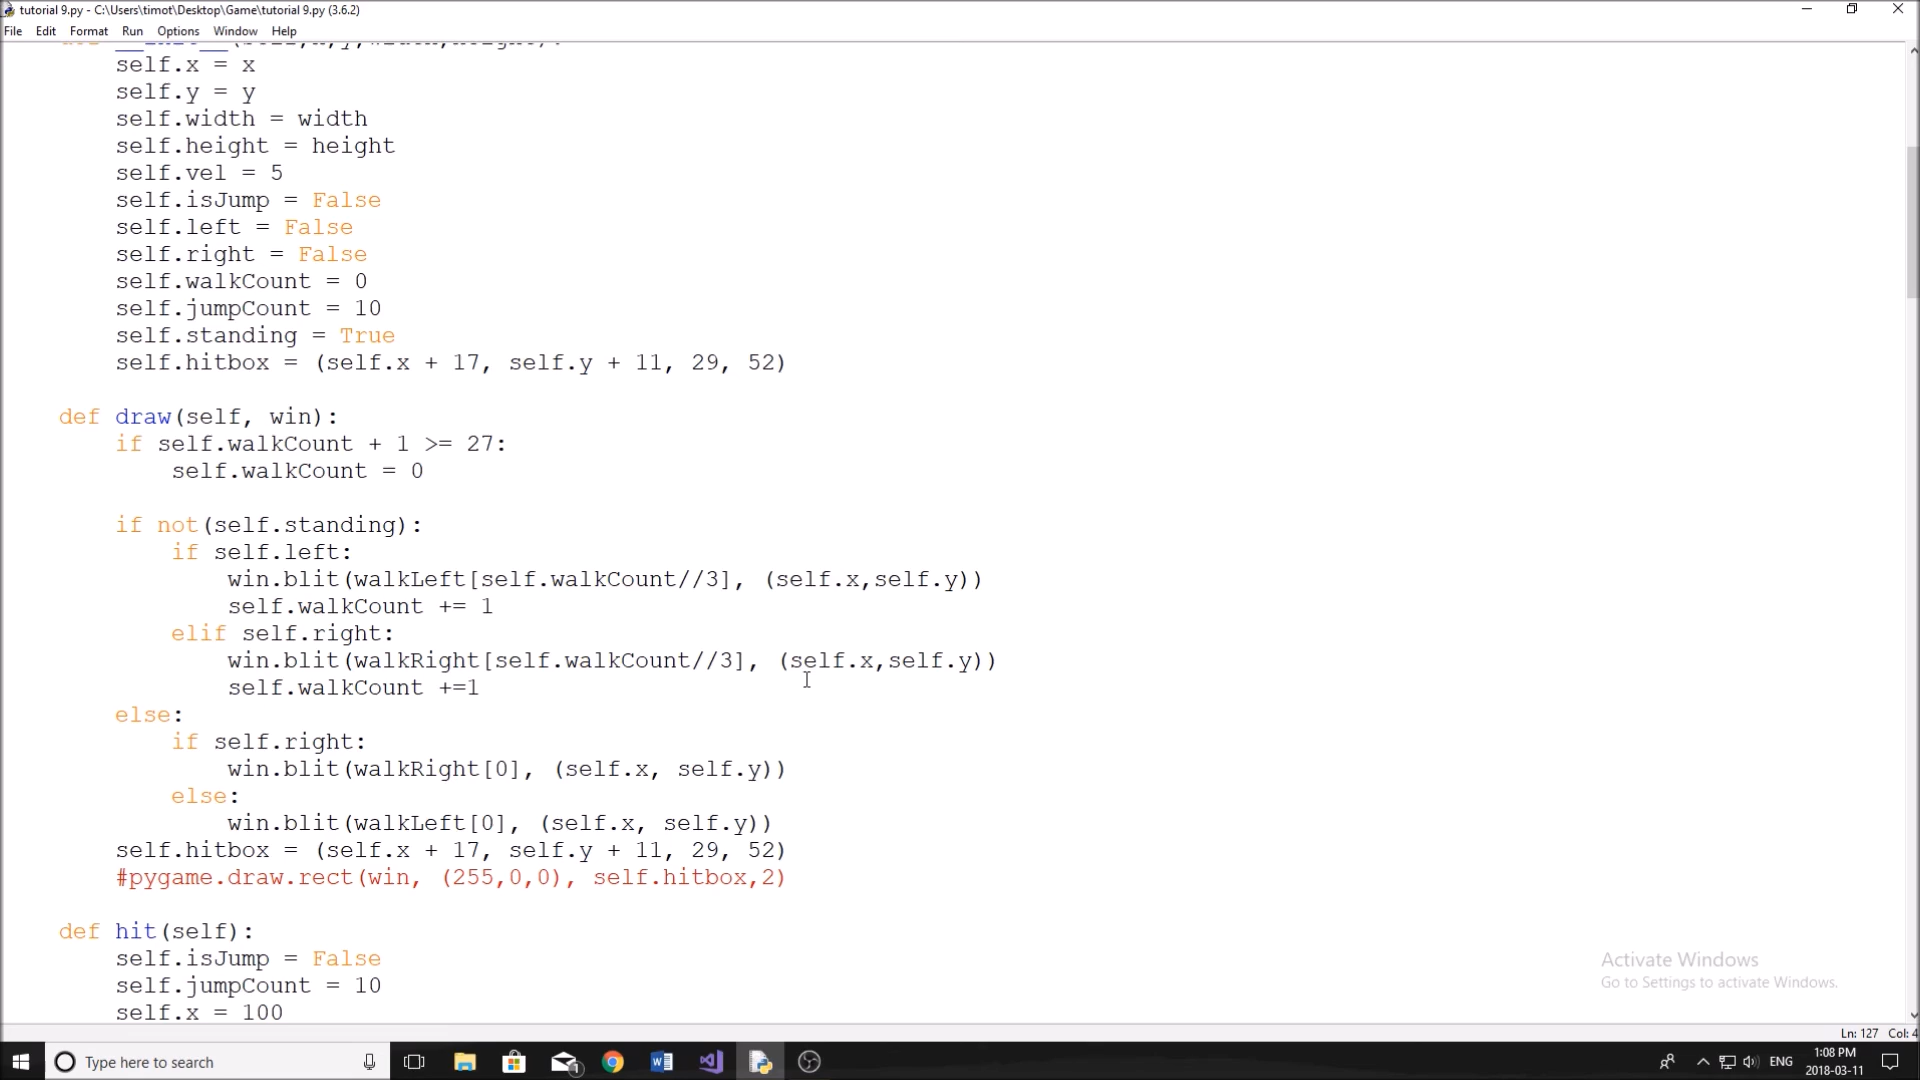 tutorial 9.py - C:\Users\timot\Desktop\Game\tutorial 9.py (3.6.2)
File Edit Format Run Options Window Help
self.x = x
self.y = y
self.width = width
self.height = height
self.vel = 5
self.isJump = False
self.left = False
self.right = False
self.walkCount = 0
self.jumpCount = 10
self.standing = True
self.hitbox = (self.x + 17, self.y + 11, 29, 52)
def draw(self, win):
if self.walkCount + 1 >= 27:
self.walkCount = 0
if not(self.standing):
if self.left:
win.blit(walkLeft[self.walkCount//3], (self.x,self.y))
self.walkCount += 1
elif self.right:
win.blit(walkRight[self.walkCount//3], (self.x,self.y))
self.walkCount +=1
else:
if self.right:
win.blit(walkRight[0], (self.x, self.y))
else:
win.blit(walkLeft[0], (self.x, self.y))
self.hitbox = (self.x + 17, self.y + 11, 29, 52)
#pygame.draw.rect(win, (255,0,0), self.hitbox,2)
def hit(self):
self.isJump = False
self.jumpCount = 10
self.x = 100
Activate Windows
Go to Settings to activate Windows.
Ln: 127 Col: 4
Type here to search
ENG
1:08 PM
2018-03-11